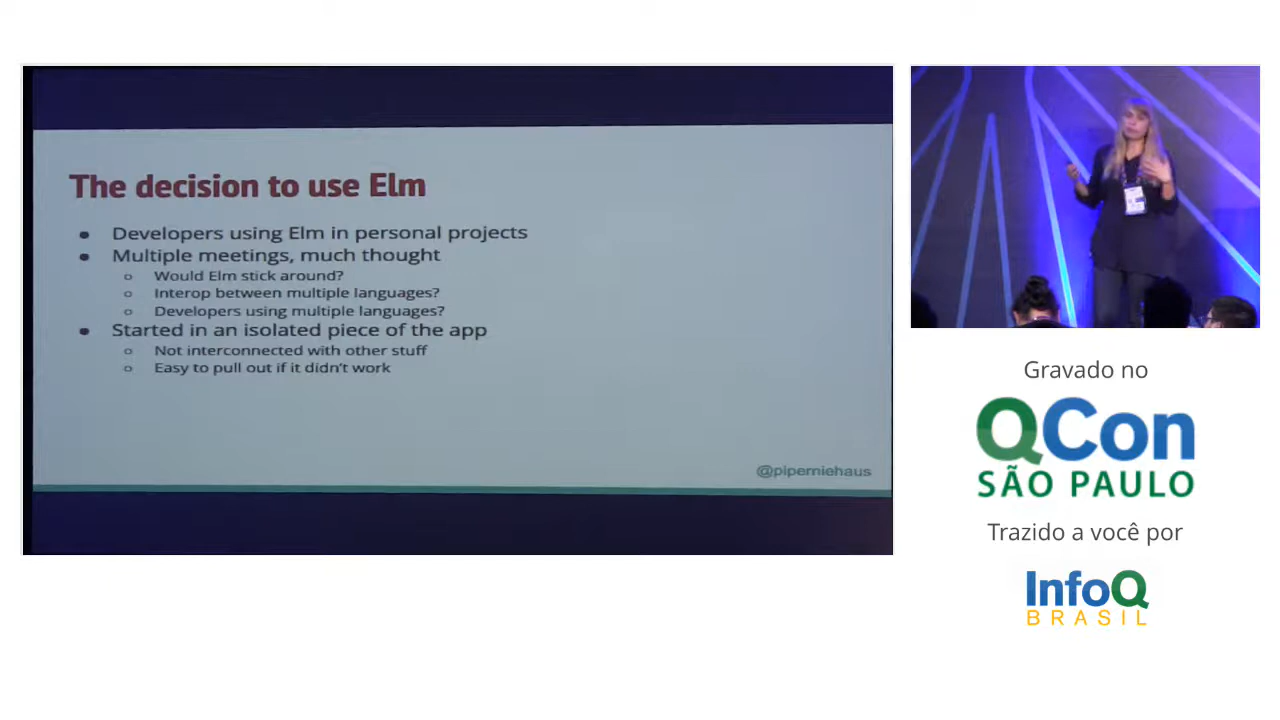 The decision to use Elm
Developers using Elm in personal projects
Multiple meetings, much thought
Would Elm stick around?
Interop between multiple languages?
Developers using multiple languages?
Started in an isolated piece of the app
Not interconnected with other stuff
Easy to pull out if it didn't work
@piperniehaus
Gravado no
QCon
SÃO PAULO
Trazido a você por
InfoQ
BRASIL